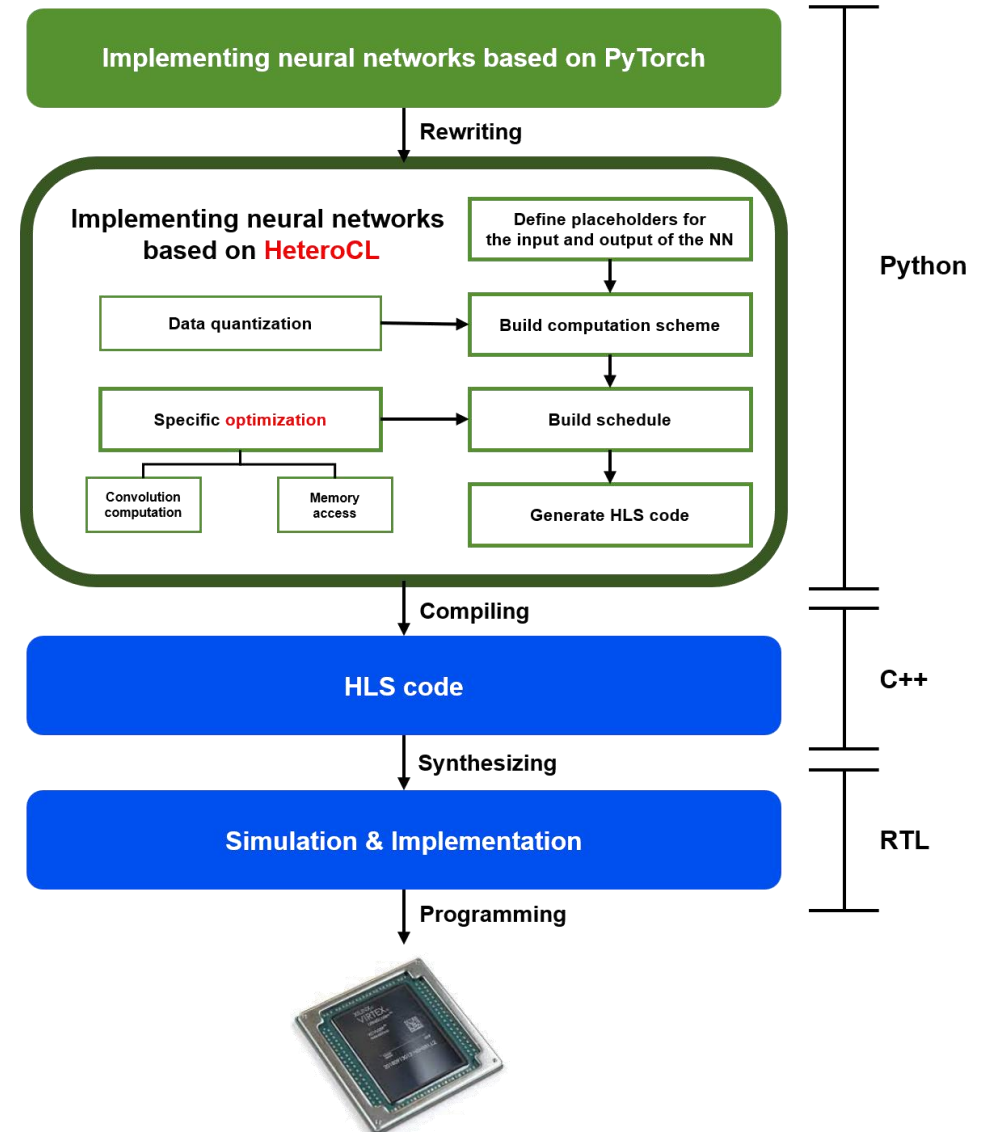 Implementing neural networks based on PyTorch
Rewriting
Implementing neural networks
based on HeteroCL
Define placeholders for
the input and output of the NN
Data quantization
Build computation scheme
Specific optimization
Build schedule
Convolution
computation
Memory
access
Generate HLS code
Python
Compiling
HLS code
C++
Synthesizing
Simulation & Implementation
RTL
Programming
XILINX
VIRTEX